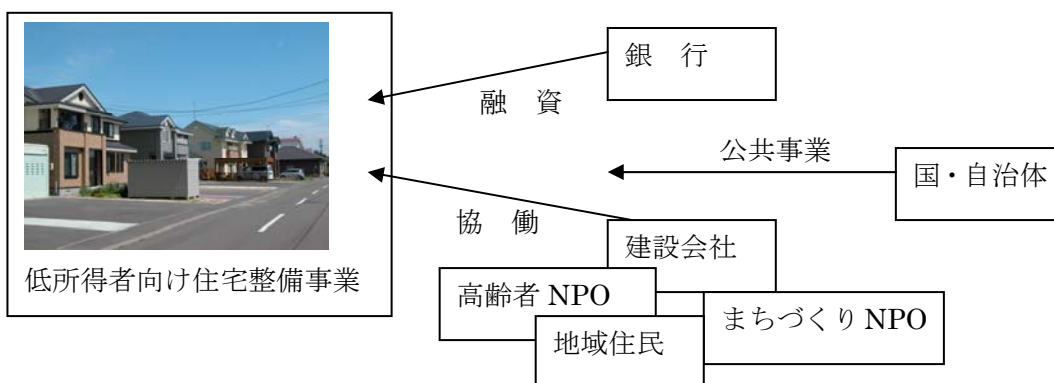 銀　行
融　資
公共事業
国・自治体
協　働
建設会社
低所得者向け住宅整備事業
高齢者 NPO
まちづくり NPO
地域住民